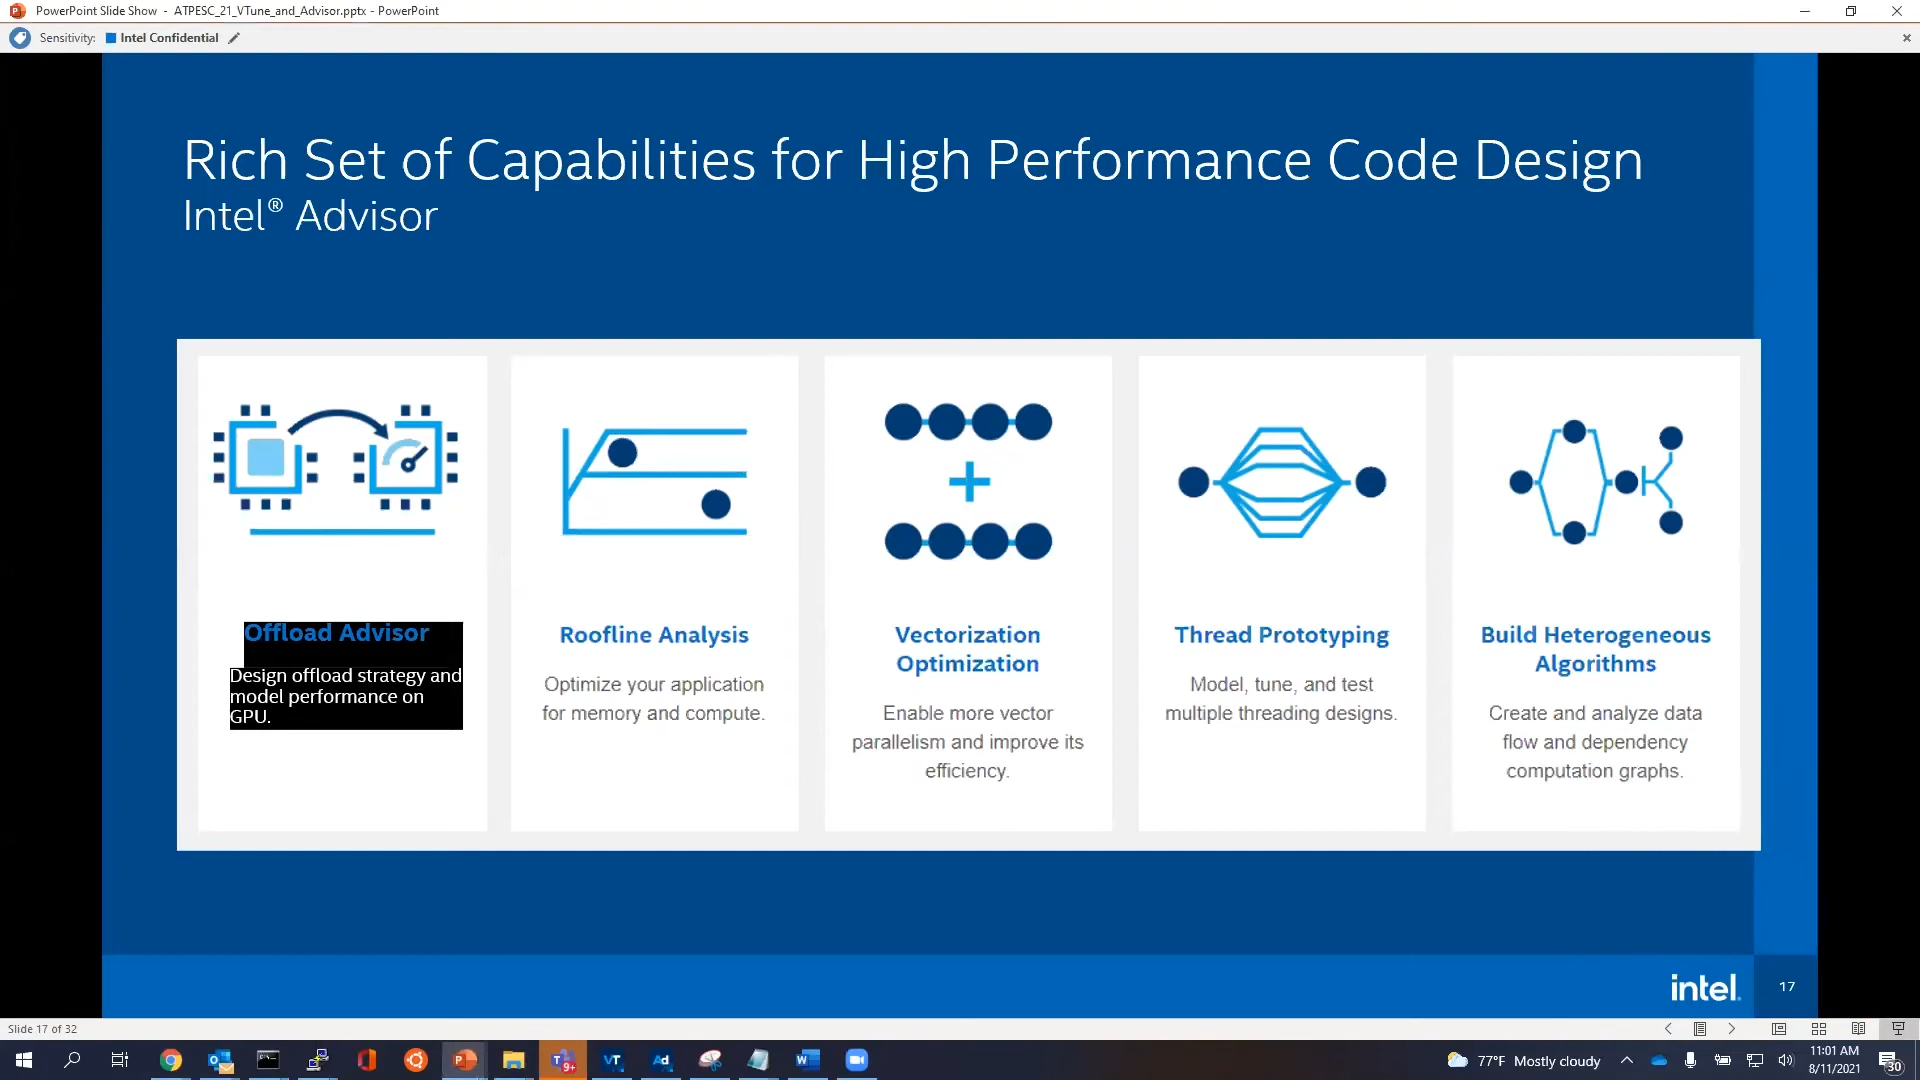 PowerPoint Slide Show - ATPESC_21_VTune_and_Advisor.pptx - PowerPoint
Sensitivity: Intel Confidential
Rich Set of Capabilities for High Performance Code Design
Intel® Advisor
Offload Advisor
Design offload strategy and
model performance on
GPU.
Roofline Analysis
Optimize your application
for memory and compute.
Vectorization
Optimization
Enable more vector
parallelism and improve its
efficiency.
Thread Prototyping
Model, tune, and test
multiple threading designs.
Build Heterogeneous
Algorithms
Create and analyze data
flow and dependency
computation graphs.
intel.
17
Slide 17 of 32
9+
VT
Ad
77°F Mostly cloudy
11:01 AM
8/11/2021
30